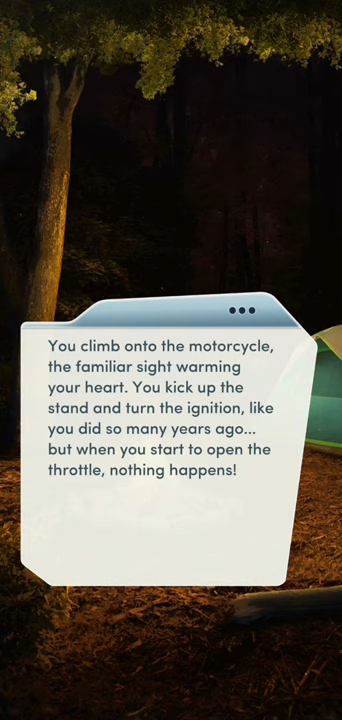 You climb onto the motorcycle,
the familiar sight warming
your heart. You kick up the
stand and turn the ignition, like
you did so many years ago...
but when you start to open the
throttle, nothing happens!